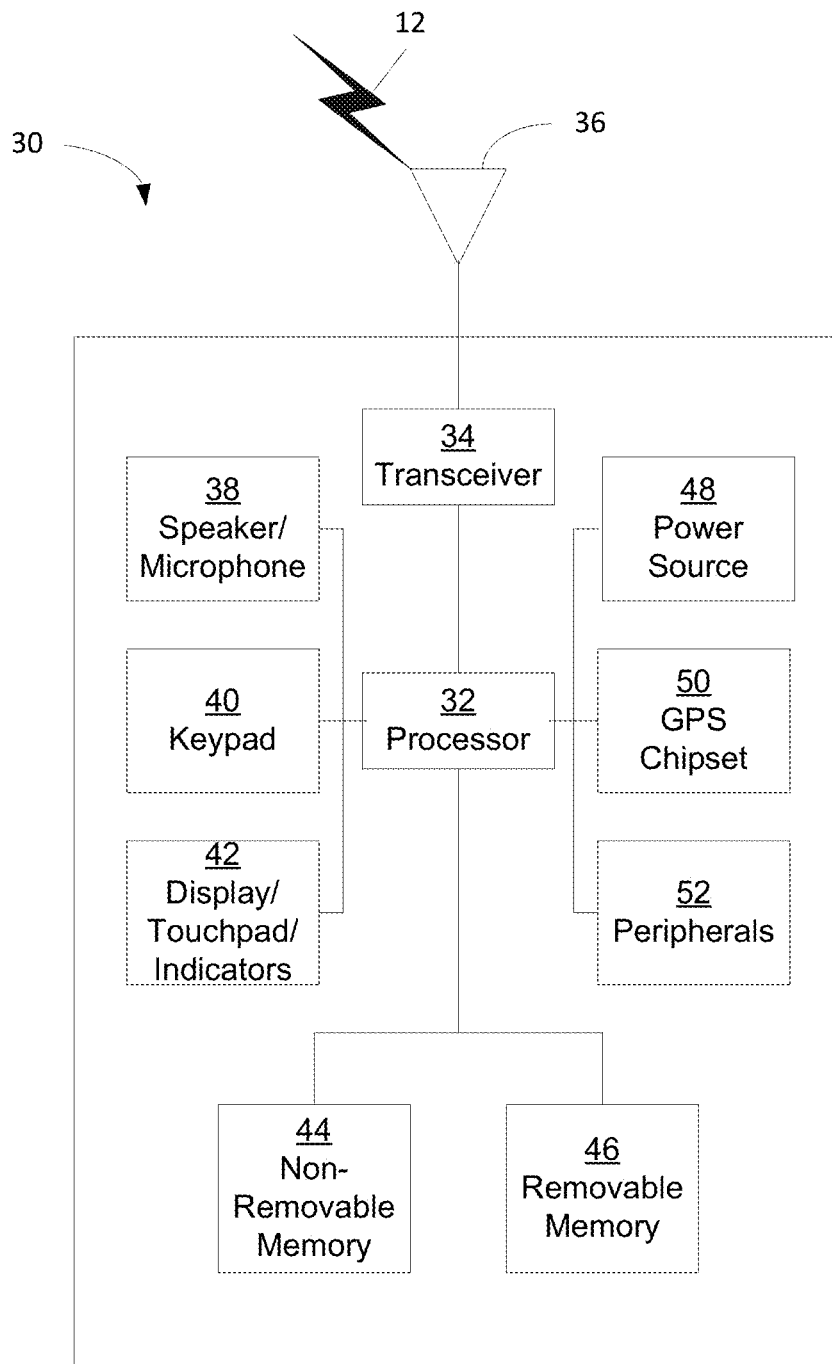 12
36
30
34
Transceiver
38
Speaker/
Microphone
48
Power
Source
40
Keypad
32
Processor
50
GPS
Chipset
42
Display/
Touchpad/
Indicators
52
Peripherals
44
Non-
Removable
Memory
46
Removable
Memory